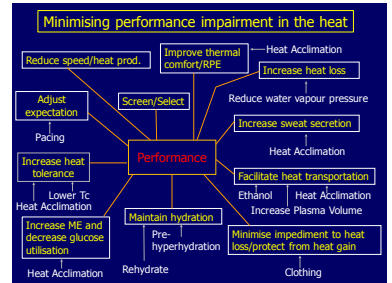 Minimising performance impairment in the heat
Improve thermal
comfort/RPE
Heat Acclimation
Reduce speed/heat prod.
Increase heat loss
Reduce water vapour pressure
Adjust
expectation
Pacing
Screen/Select
Increase sweat secretion
Heat Acclimation
Performance
Increase heat
tolerance
Lower Tc
Heat Acclimation
Facilitate heat transportation
Ethanol
Heat Acclimation
Increase Plasma Volume
Increase ME and
decrease glucose
utilisation
Heat Acclimation
Maintain hydration
Pre-
hyperhydration
Rehydrate
Minimise impediment to heat
loss/protect from heat gain
Clothing